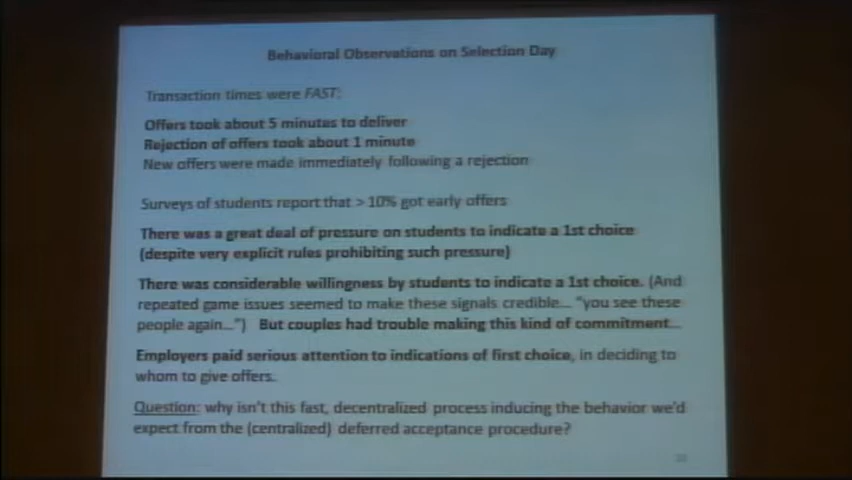 Behavioral Observations on Selection Day
Transaction times were FAST:
Offers took about 5 minutes to deliver
Rejection of offers took about 1 minute
New offers were made immediately following a rejection
Surveys of students report that > 10% got early offers
There was a great deal of pressure on students to indicate a 1st choice
(despite very explicit rules prohibiting such pressure)
There was considerable willingness by students to indicate a 1st choice. (And
repeated game issues seemed to make these signals credible... "you see these
people again...") But couples had trouble making this kind of commitment...
Employers paid serious attention to indications of first choice, in deciding to
whom to give offers.
Question: why isn't this fast, decentralized process inducing the behavior we'd
expect from the (centralized) deferred acceptance procedure?